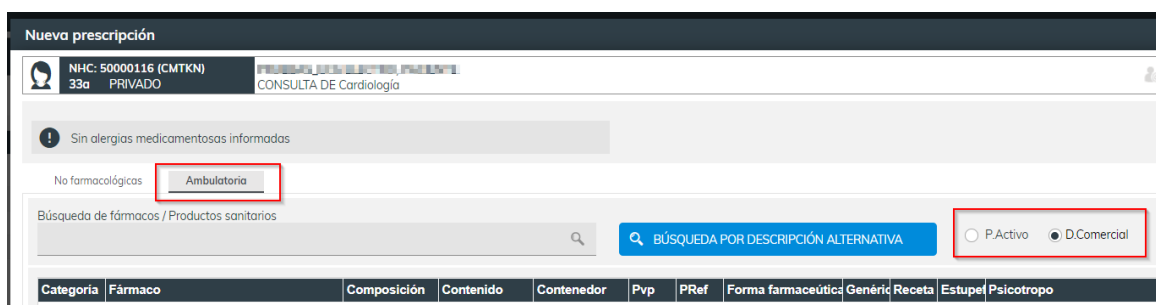 Nueva prescripción
NHC: 50000116 (CMTKN)
33a PRIVADO
CONSULTA DE Cardiología
Sin alergias medicamentosas informadas
No farmacológicas Ambulatoria
Búsqueda de fármacos / Productos sanitarios
BÚSQUEDA POR DESCRIPCIÓN ALTERNATIVA P.Activo D.Comercial
Categoría Fármaco Composición Contenido Contenedor Pvp PRef Forma farmaceútica Genéric Receta Estupef Psicotropo